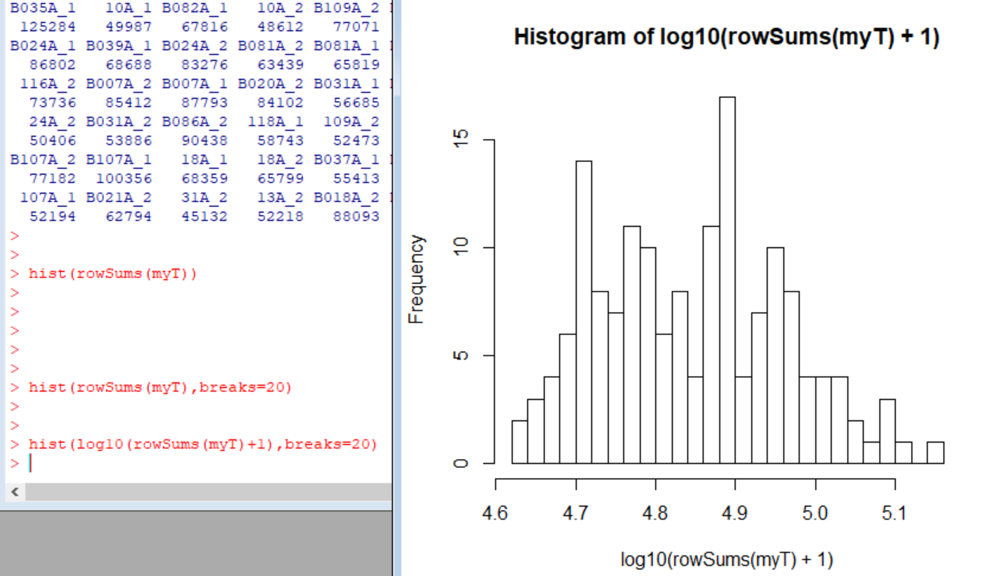 B035A_1 10A_1 B082A_1 10A_2 B109A_2
125284 49987 67816 48612 77071
B024A_1 B039A_1 B024A_2 B081A_2 B081A_1
86802 68688 83276 63439 65819
116A_2 B007A_2 B007A_1 B020A_2 B031A_1
73736 85412 87793 84102 56685
24A_2 B031A_2 B086A_2 118A_1 109A_2
50406 53886 90438 58743 52473
B107A_2 B107A_1 18A_1 18A_2 B037A_1
77182 100356 68359 65799 55413
107A_1 B021A_2 31A_2 13A_2 B018A_2
52194 62794 45132 52218 88093
>
>
> hist(rowSums(myT))
>
>
>
>
>
> hist(rowSums(myT),breaks=20)
>
>
> hist(log10(rowSums(myT)+1),breaks=20)
>
Histogram of log10(rowSums(myT) + 1)
Frequency
15
10
5
0
4.6 4.7 4.8 4.9 5.0 5.1
log10(rowSums(myT) + 1)